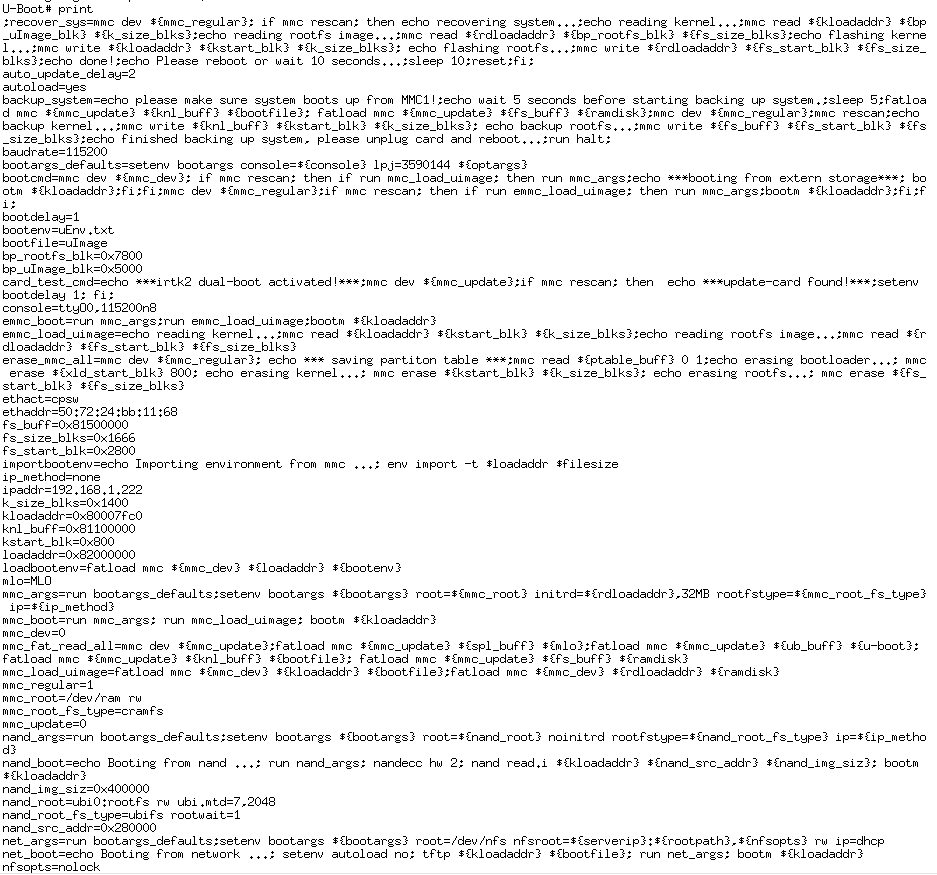 U-Boot# print
;recover_sys=mmc dev ${mmc_regular}; if mmc rescan; then echo recovering system...;echo reading kernel...;mmc read ${kloadaddr} ${bp
_uImage_blk} ${k_size_blks};echo reading rootfs image...;mmc read ${rdloadaddr} ${bp_rootfs_blk} ${fs_size_blks};echo flashing kerne
l...;mmc write ${kloadaddr} ${kstart_blk} ${k_size_blks}; echo flashing rootfs...;mmc write ${rdloadaddr} ${fs_start_blk} ${fs_size_
blks};echo done!;echo Please reboot or wait 10 seconds...;sleep 10;reset;fi;
auto_update_delay=2
autoload=yes
backup_system=echo please make sure system boots up from MMC1!;echo wait 5 seconds before starting backing up system.;sleep 5;fatloa
d mmc ${mmc_update} ${knl_buff} ${bootfile}; fatload mmc ${mmc_update} ${fs_buff} ${ramdisk};mmc dev ${mmc_regular}; mmc rescan;echo
backup kernel...;mmc write ${knl_buff} ${kstart_blk} ${k_size_blks}; echo backup rootfs...;mmc write ${fs_buff} ${fs_start_blk} ${fs
_size_blks};echo finished backing up system, please unplug card and reboot...;run halt;
baudrate=115200
bootargs_defaults=setenv bootargs console=${console} lpj=3590144 ${optargs}
bootcmd=mmc dev ${mmc_dev}; if mmc rescan; then if run mmc_load_uimage; then run mmc_args;echo ***booting from extern storage***; bo
otm ${kloadaddr};fi;fi;mmc dev ${mmc_regular};if mmc rescan; then if run emmc_load_uimage; then run mmc_args;bootm ${kloadaddr};fi;f
i;
bootdelay=1
bootenv=uEnv.txt
bootfile=uImage
bp_rootfs_blk=0x7800
bp_uImage_blk=0x5000
card_test_cmd=echo ***irtk2 dual-boot activated!***;mmc dev ${mmc_update};if mmc rescan; then  echo ***update-card found!***;setenv
bootdelay 1; fi;
console=ttyO0,115200n8
emmc_boot=run mmc_args;run emmc_load_uimage;bootm ${kloadaddr}
emmc_load_uimage=echo reading kernel...;mmc read ${kloadaddr} ${kstart_blk} ${k_size_blks};echo reading rootfs image...;mmc read ${r
dloadaddr} ${fs_start_blk} ${fs_size_blks}
erase_mmc_all=mmc dev ${mmc_regular}; echo *** saving partiton table ***;mmc read ${ptable_buff} 0 1;echo erasing bootloader...; mmc
 erase ${xld_start_blk} 800; echo erasing kernel...; mmc erase ${kstart_blk} ${k_size_blks}; echo erasing rootfs...; mmc erase ${fs_
start_blk} ${fs_size_blks}
ethact=cpsw
ethaddr=50:72:24:bb:11:68
fs_buff=0x81500000
fs_size_blks=0x1666
fs_start_blk=0x2800
importbootenv=echo Importing environment from mmc ...; env import -t $loadaddr $filesize
ip_method=none
ipaddr=192.168.1.222
k_size_blks=0x1400
kloadaddr=0x80007fc0
knl_buff=0x81100000
kstart_blk=0x800
loadaddr=0x82000000
loadbootenv=fatload mmc ${mmc_dev} ${loadaddr} ${bootenv}
mlo=MLO
mmc_args=run bootargs_defaults;setenv bootargs ${bootargs} root=${mmc_root} initrd=${rdloadaddr},32MB rootfstype=${mmc_root_fs_type}
 ip=${ip_method}
mmc_boot=run mmc_args; run mmc_load_uimage; bootm ${kloadaddr}
mmc_dev=0
mmc_fat_read_all=mmc dev ${mmc_update};fatload mmc ${mmc_update} ${spl_buff} ${mlo};fatload mmc ${mmc_update} ${ub_buff} ${u-boot};
fatload mmc ${mmc_update} ${knl_buff} ${bootfile}; fatload mmc ${mmc_update} ${fs_buff} ${ramdisk}
mmc_load_uimage=fatload mmc ${mmc_dev} ${kloadaddr} ${bootfile};fatload mmc ${mmc_dev} ${rdloadaddr} ${ramdisk}
mmc_regular=1
mmc_root=/dev/ram rw
mmc_root_fs_type=cramfs
mmc_update=0
nand_args=run bootargs_defaults;setenv bootargs ${bootargs} root=${nand_root} noinitrd rootfstype=${nand_root_fs_type} ip=${ip_metho
d}
nand_boot=echo Booting from nand ...; run nand_args; nandecc hw 2; nand read.i ${kloadaddr} ${nand_src_addr} ${nand_img_siz}; bootm
${kloadaddr}
nand_img_siz=0x400000
nand_root=ubi0:rootfs rw ubi.mtd=7,2048
nand_root_fs_type=ubifs rootwait=1
nand_src_addr=0x280000
net_args=run bootargs_defaults;setenv bootargs ${bootargs} root=/dev/nfs nfsroot=${serverip}:${rootpath},${nfsopts} rw ip=dhcp
net_boot=echo Booting from network ...; setenv autoload no; tftp ${kloadaddr} ${bootfile}; run net_args; bootm ${kloadaddr}
nfsopts=nolock